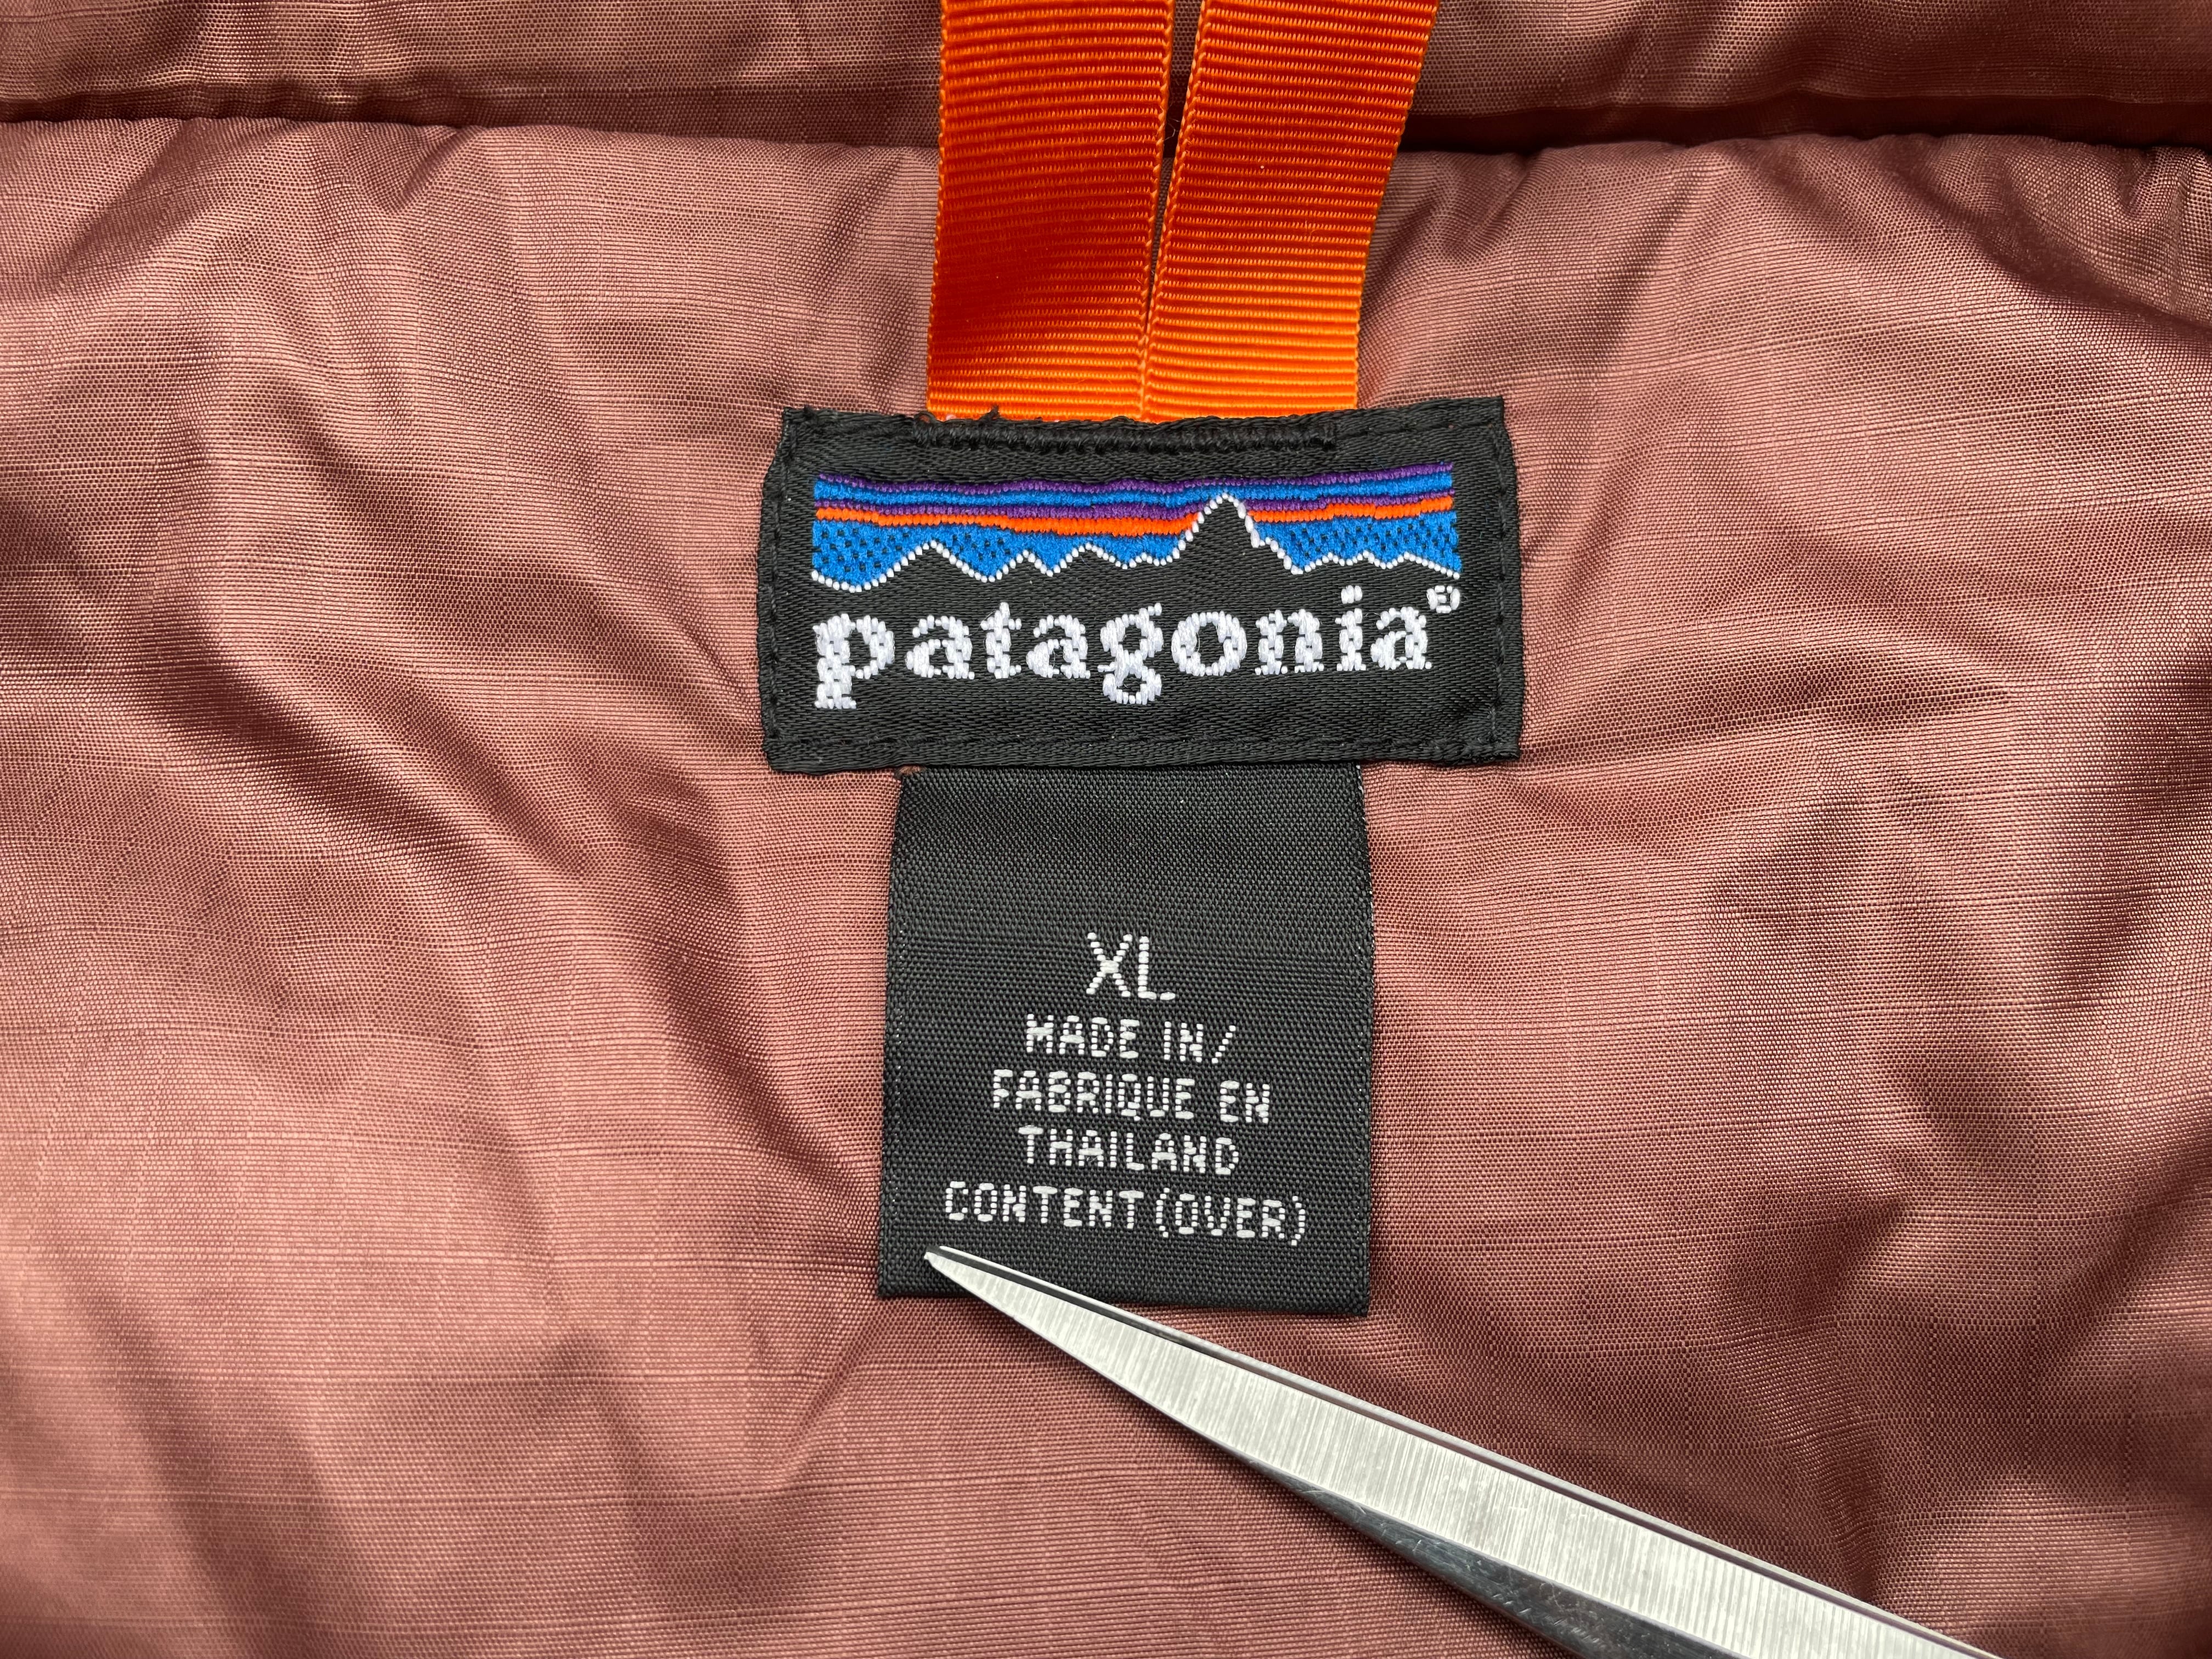 patagonia®
XL
MADE IN/
FABRIQUE EN
THAILAND
CONTENT (OVER)